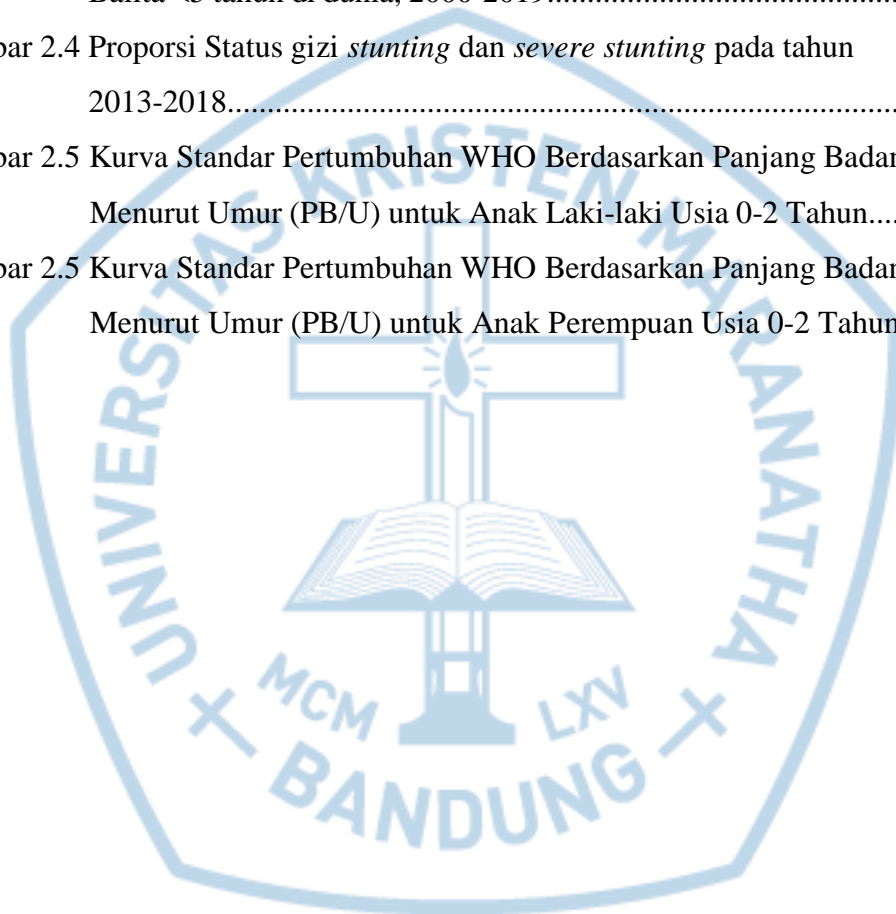 Balita <5 tahun di dunia, 2000-2019..........................................
bar 2.4 Proporsi Status gizi stunting dan severe stunting pada tahun
2013-2018....................................................................................
bar 2.5 Kurva Standar Pertumbuhan WHO Berdasarkan Panjang Badan
Menurut Umur (PB/U) untuk Anak Laki-laki Usia 0-2 Tahun....
bar 2.5 Kurva Standar Pertumbuhan WHO Berdasarkan Panjang Badan
Menurut Umur (PB/U) untuk Anak Perempuan Usia 0-2 Tahun
UNIVERSITAS KRISTEN MARANATHA
MCM LXV
BANDUNG